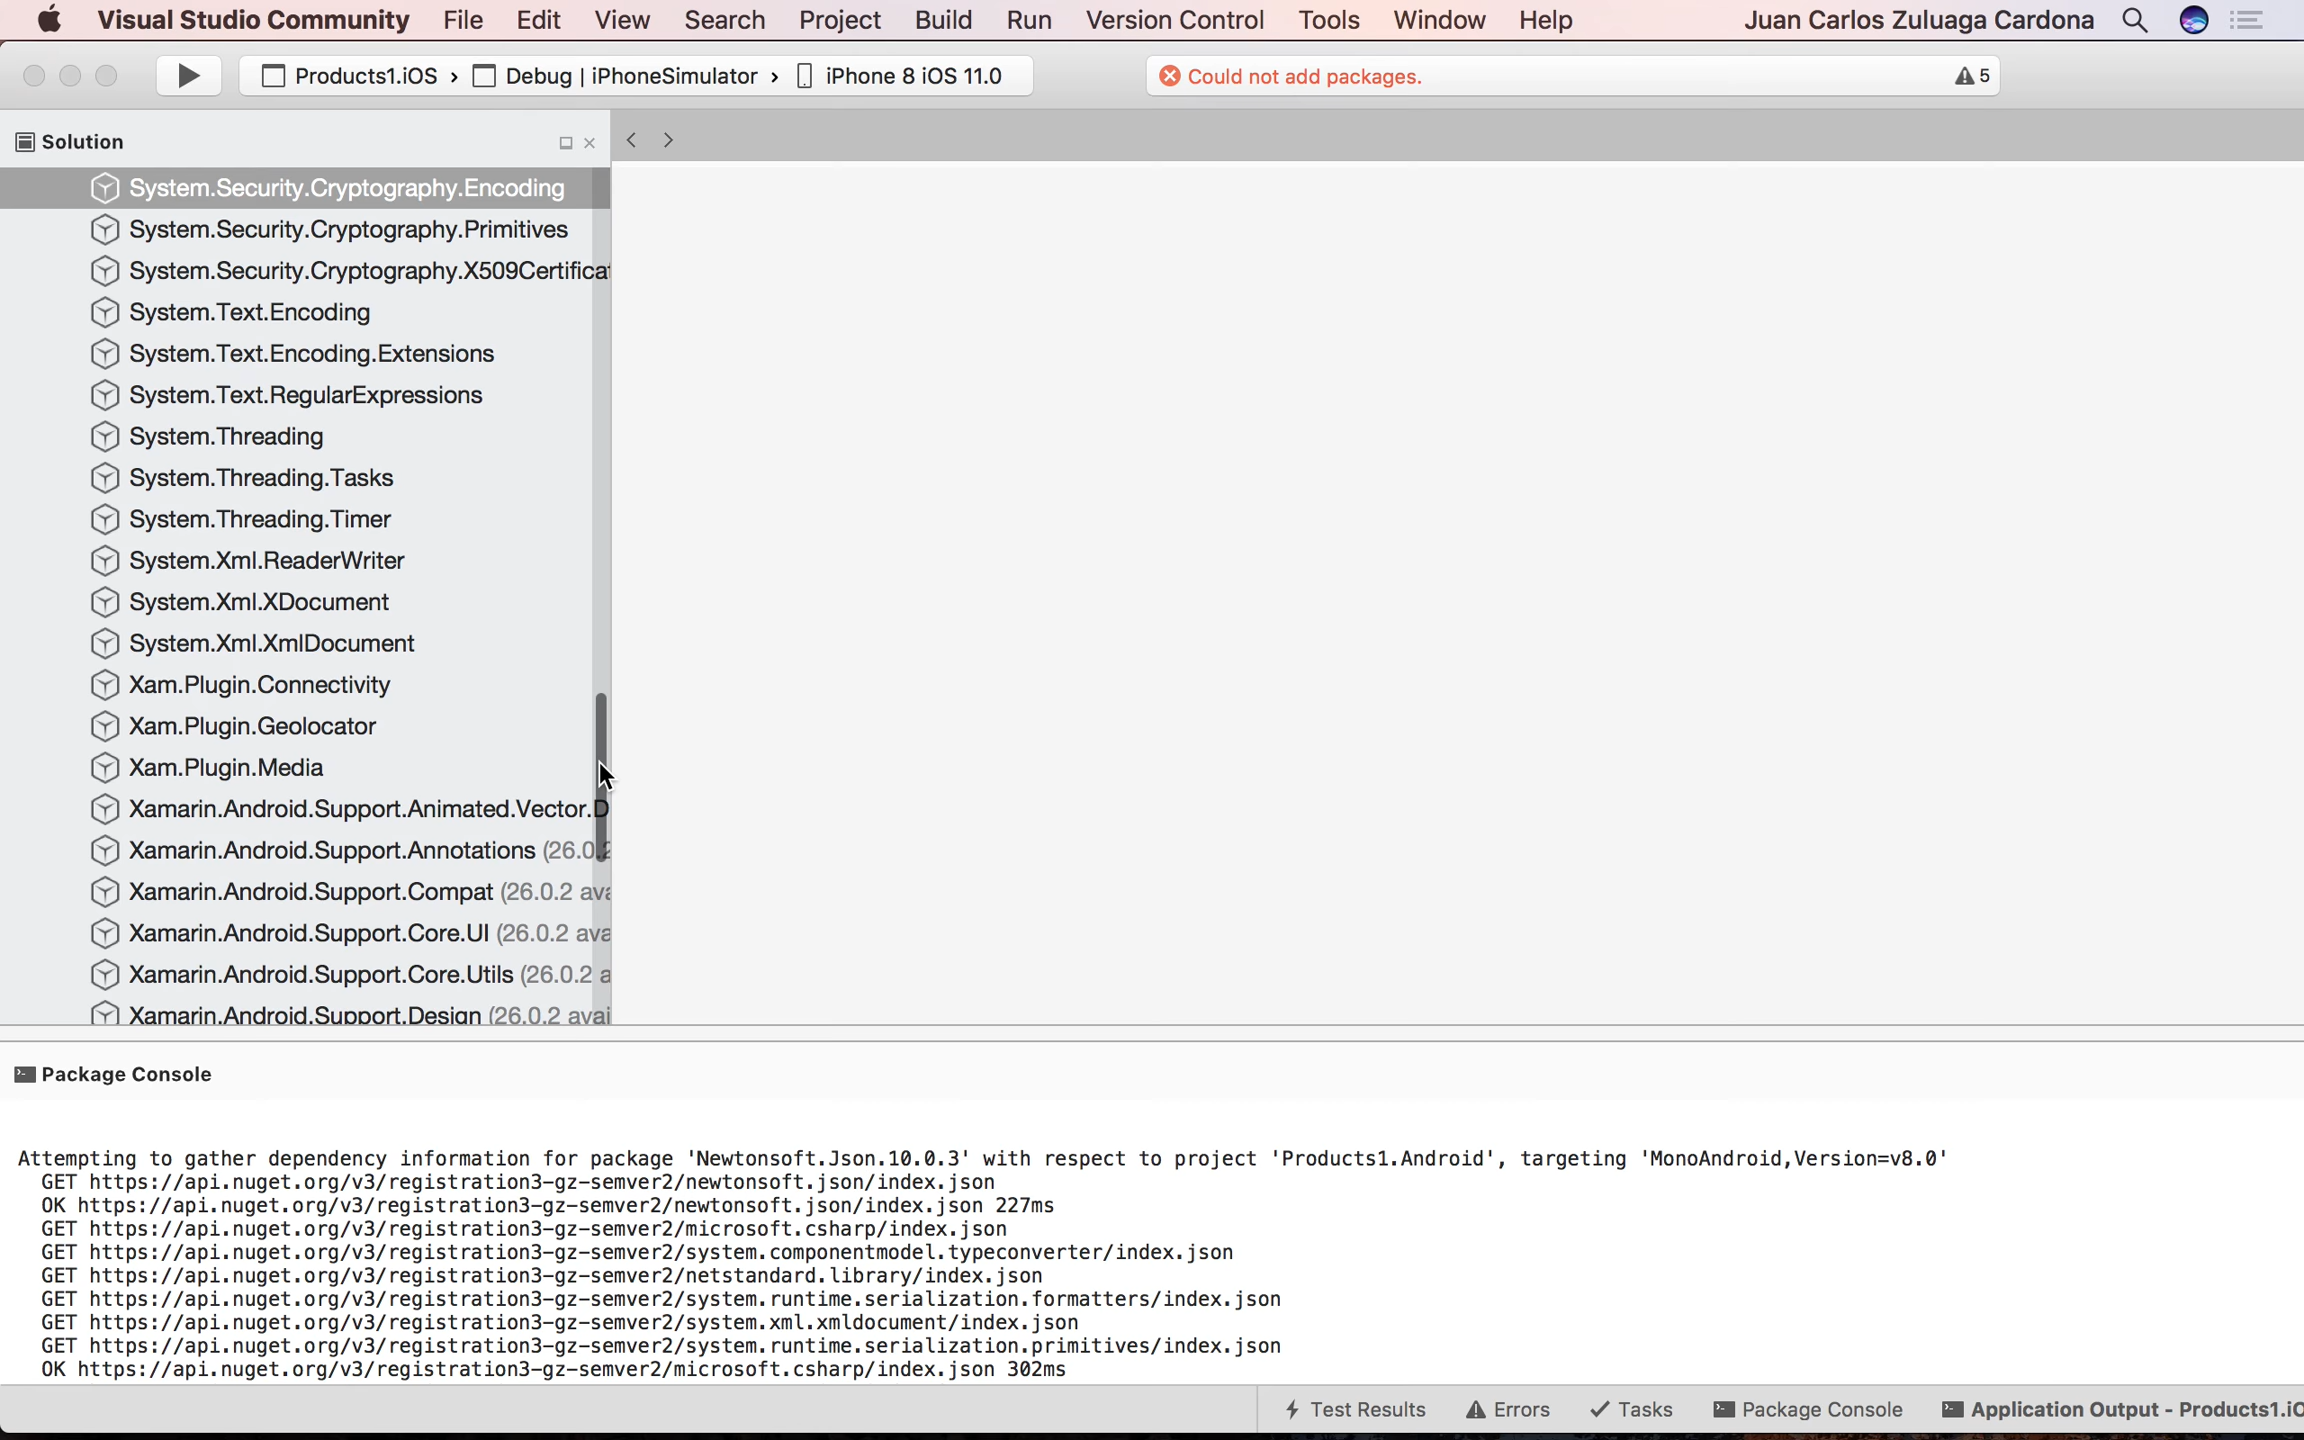 Visual Studio Community File Edit View Search Project Build Run Version Control Tools Window Help Juan Carlos Zuluaga Cardona
Products1.iOS › Debug | iPhoneSimulator › iPhone 8 iOS 11.0 Could not add packages. 5
Solution
System.Security.Cryptography.Encoding
System.Security.Cryptography.Primitives
System.Security.Cryptography.X509Certificat
System.Text.Encoding
System.Text.Encoding.Extensions
System.Text.RegularExpressions
System.Threading
System.Threading.Tasks
System.Threading.Timer
System.Xml.ReaderWriter
System.Xml.XDocument
System.Xml.XmlDocument
Xam.Plugin.Connectivity
Xam.Plugin.Geolocator
Xam.Plugin.Media
Xamarin.Android.Support.Animated.Vector.D
Xamarin.Android.Support.Annotations (26.0.2
Xamarin.Android.Support.Compat (26.0.2 ava
Xamarin.Android.Support.Core.UI (26.0.2 ava
Xamarin.Android.Support.Core.Utils (26.0.2 a
Xamarin.Android.Support.Design (26.0.2 avai
Package Console
Attempting to gather dependency information for package 'Newtonsoft.Json.10.0.3' with respect to project 'Products1.Android', targeting 'MonoAndroid,Version=v8.0'
GET https://api.nuget.org/v3/registration3-gz-semver2/newtonsoft.json/index.json
OK https://api.nuget.org/v3/registration3-gz-semver2/newtonsoft.json/index.json 227ms
GET https://api.nuget.org/v3/registration3-gz-semver2/microsoft.csharp/index.json
GET https://api.nuget.org/v3/registration3-gz-semver2/system.componentmodel.typeconverter/index.json
GET https://api.nuget.org/v3/registration3-gz-semver2/netstandard.library/index.json
GET https://api.nuget.org/v3/registration3-gz-semver2/system.runtime.serialization.formatters/index.json
GET https://api.nuget.org/v3/registration3-gz-semver2/system.xml.xmldocument/index.json
GET https://api.nuget.org/v3/registration3-gz-semver2/system.runtime.serialization.primitives/index.json
OK https://api.nuget.org/v3/registration3-gz-semver2/microsoft.csharp/index.json 302ms
Test Results Errors Tasks Package Console Application Output - Products1.iO